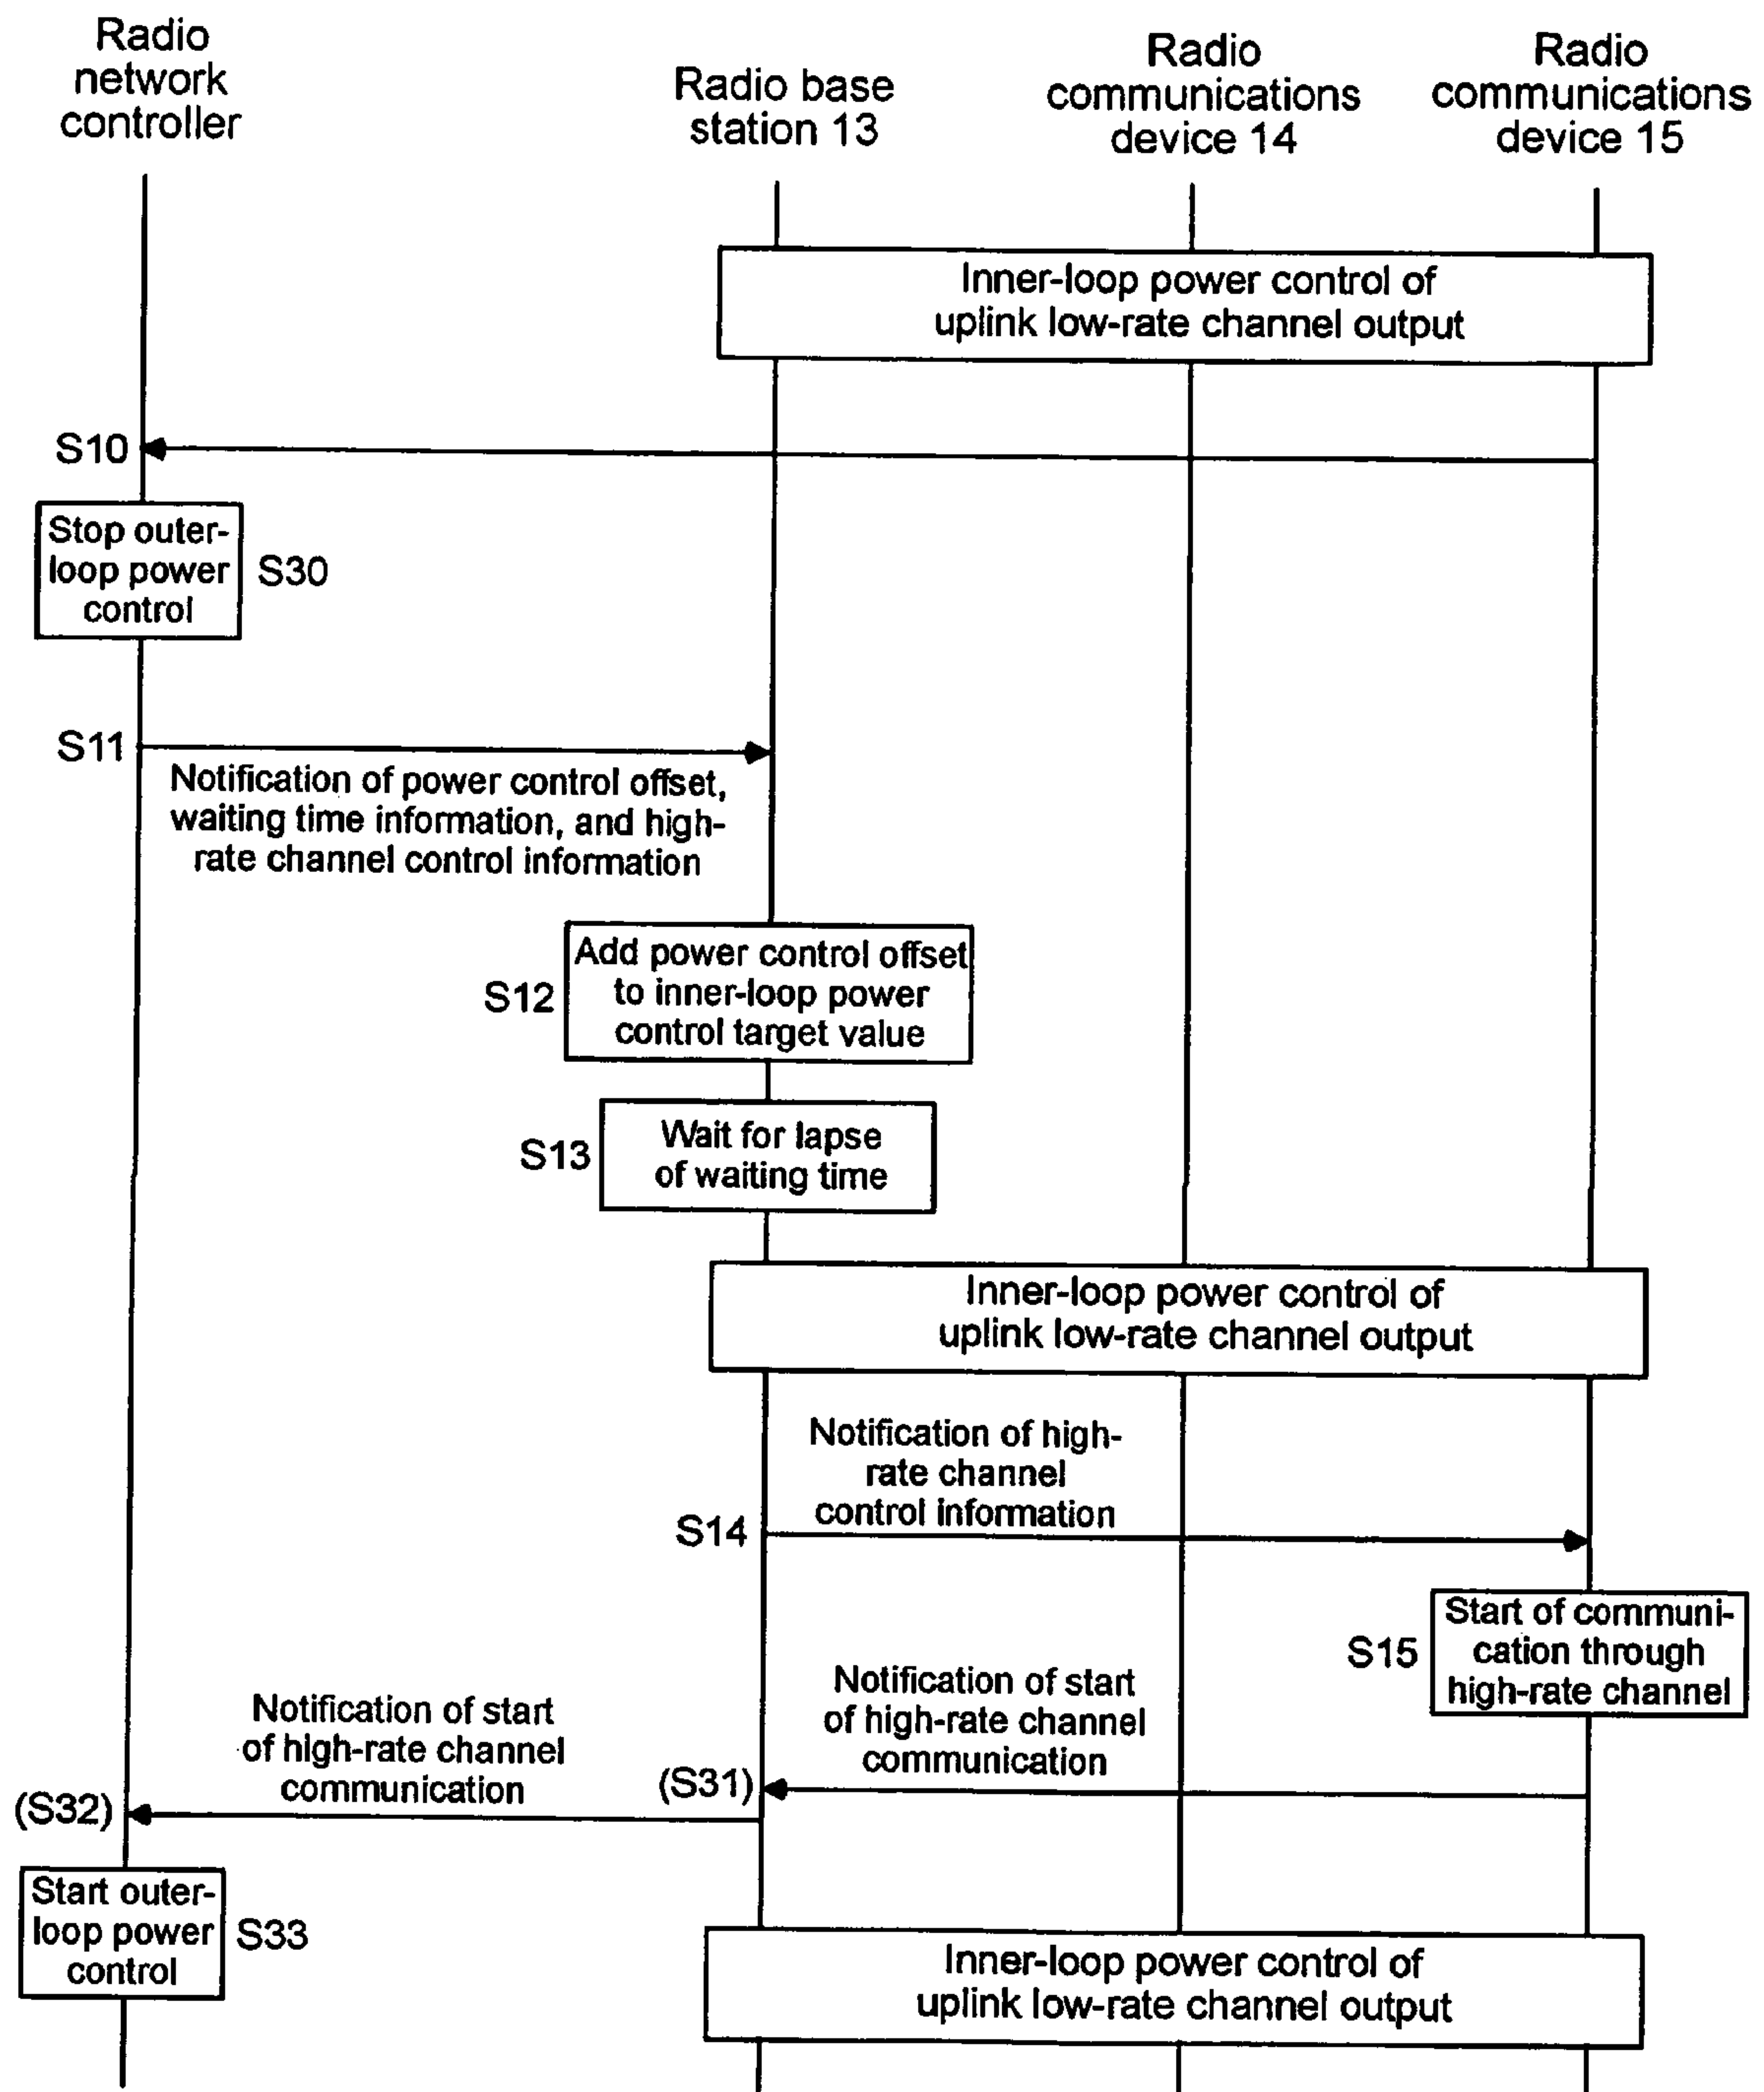 Radio
network
controller
Radio base
station 13
Radio
communications
device 14
Radio
communications
device 15
Inner-loop power control of
uplink low-rate channel output
S10
Stop outer-
loop power
control
S30
S11
Notification of power control offset,
waiting time information, and high-
rate channel control information
S12
Add power control offset
to inner-loop power
control target value
S13
Wait for lapse
of waiting time
Inner-loop power control of
uplink low-rate channel output
Notification of high-
rate channel
control information
S14
S15
Start of communi-
cation through
high-rate channel
Notification of start
of high-rate channel
communication
(S31)
Notification of start
of high-rate channel
communication
(S32)
Start outer-
loop power
control
S33
Inner-loop power control of
uplink low-rate channel output